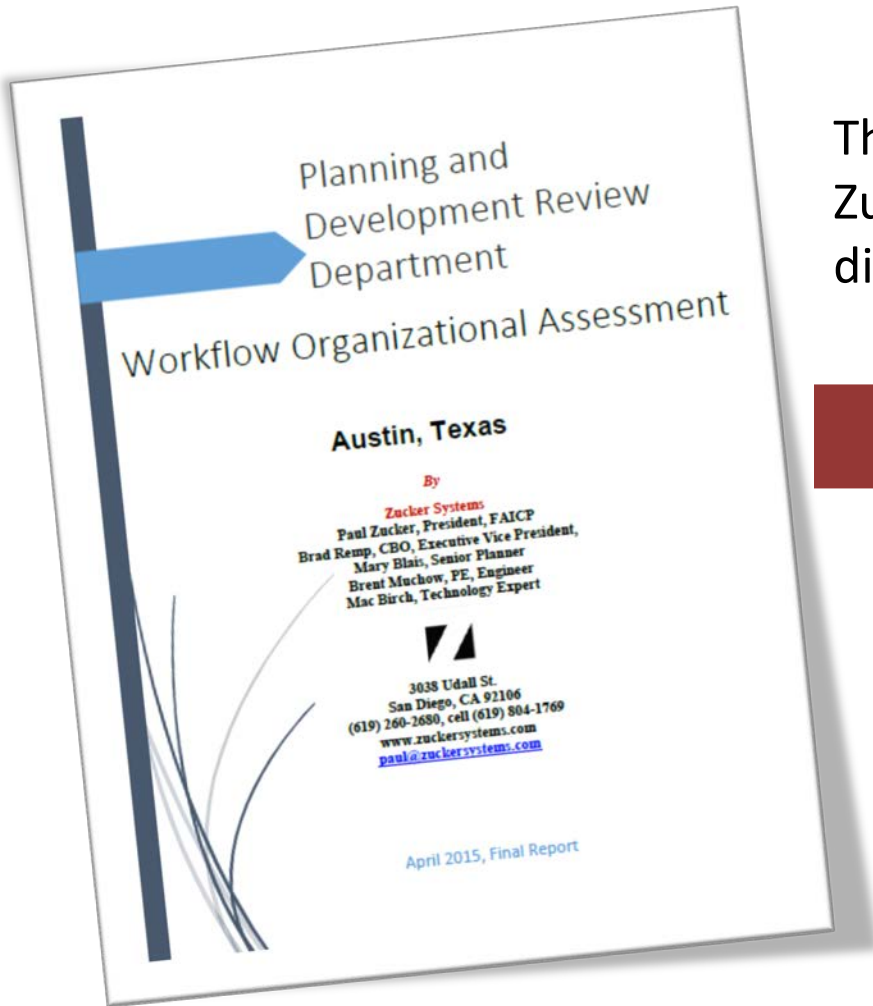 Planning and
Development Review
Department
Workflow Organizational Assessment
Austin, Texas
By
Zucker Systems
Paul Zucker, President, FAICP
Brad Remp, CBO, Executive Vice President,
Mary Blais, Senior Planner
Brent Muchow, PE, Engineer
Mac Birch, Technology Expert
3038 Udall St.
San Diego, CA 92106
(619) 260-2680, cell (619) 804-1769
www.zuckersystems.com
paul@zuckersystems.com
April 2015, Final Report